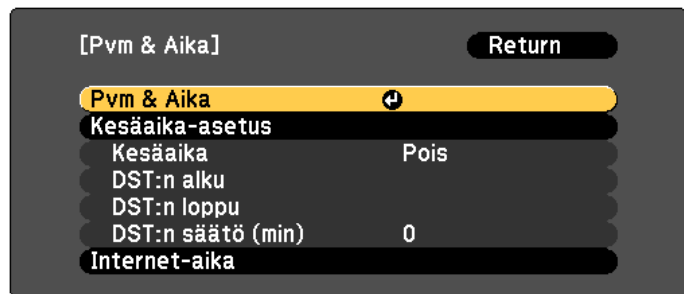 [Pvm & Aika] Return
Pvm & Aika
Kesäaika-asetus
Kesäaika Pois
DST:n alku
DST:n loppu
DST:n säätö (min) 0
Internet-aika